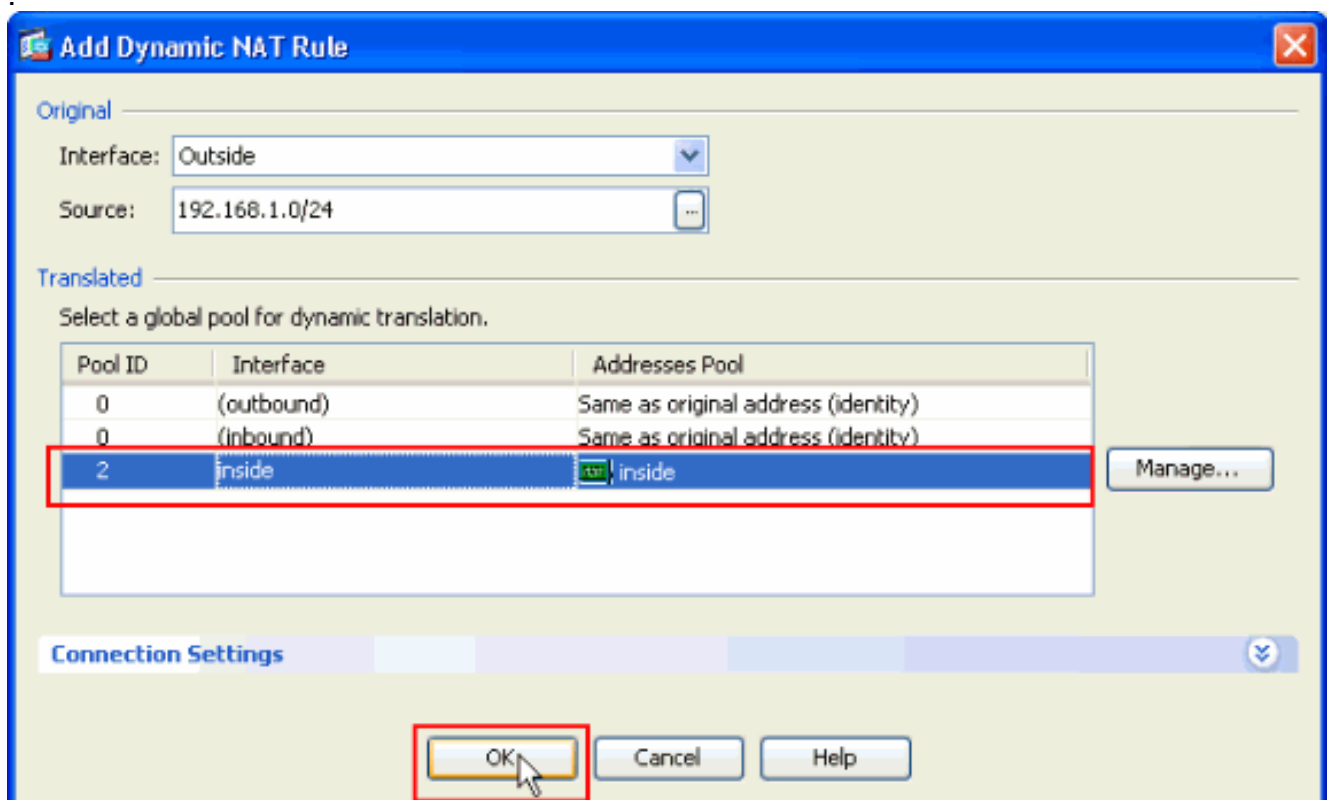 .
Add Dynamic NAT Rule
Original
Interface: Outside
Source: 192.168.1.0/24 ...
Translated
Select a global pool for dynamic translation.
Pool ID Interface Addresses Pool
0 (outbound) Same as original address (identity)
0 (inbound) Same as original address (identity)
2 inside inside
Manage...
Connection Settings
OK Cancel Help